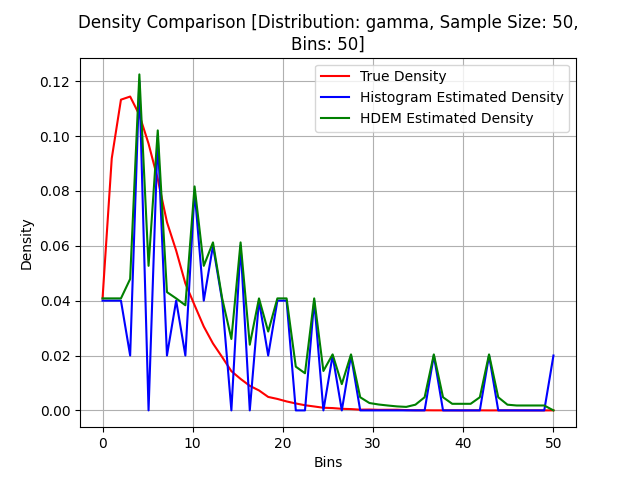 Density Comparison [Distribution: gamma, Sample Size: 50,
Bins: 50]
True Density
Histogram Estimated Density
HDEM Estimated Density
Density
0.12
0.10
0.08
0.06
0.04
0.02
0.00
0 10 20 30 40 50
Bins